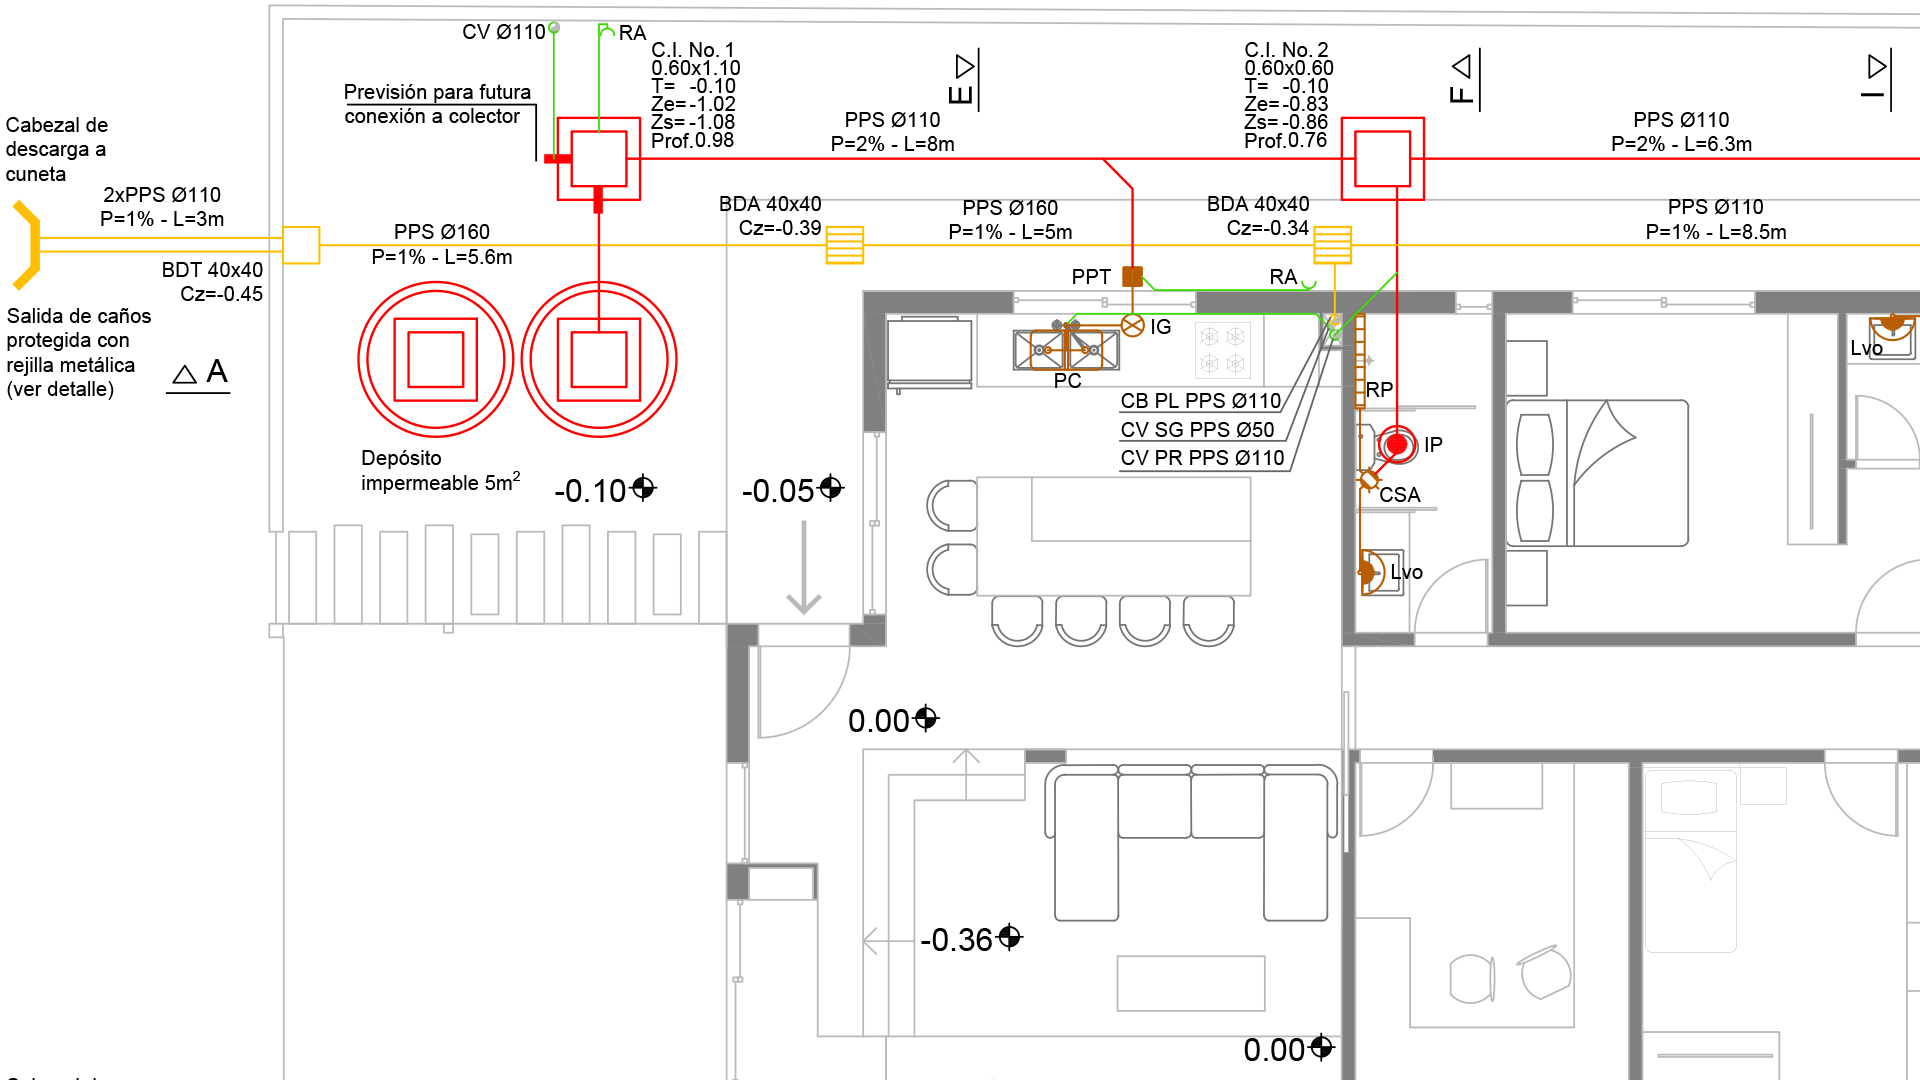 CV Ø110
RA
C.I. No. 1
0.60x1.10
T= -0.10
Ze=-1.02
Zs=-1.08
Prof.0.98
Previsión para futura
conexión a colector
E
C.I. No. 2
0.60x0.60
T= -0.10
Ze=-0.83
Zs=-0.86
Prof.0.76
F
I
PPS Ø110
P=2% - L=8m
PPS Ø110
P=2% - L=6.3m
Cabezal de
descarga a
cuneta
2xPPS Ø110
P=1% - L=3m
PPS Ø160
P=1% - L=5.6m
BDA 40x40
Cz=-0.39
PPS Ø160
P=1% - L=5m
BDA 40x40
Cz=-0.34
PPS Ø110
P=1% - L=8.5m
BDT 40x40
Cz=-0.45
PPT
RA
Salida de caños
protegida con
rejilla metálica
(ver detalle)
A
IG
PC
Lvo
RP
CB PL PPS Ø110
CV SG PPS Ø50
CV PR PPS Ø110
IP
CSA
Lvo
Depósito
impermeable 5m²
-0.10
-0.05
0.00
-0.36
0.00